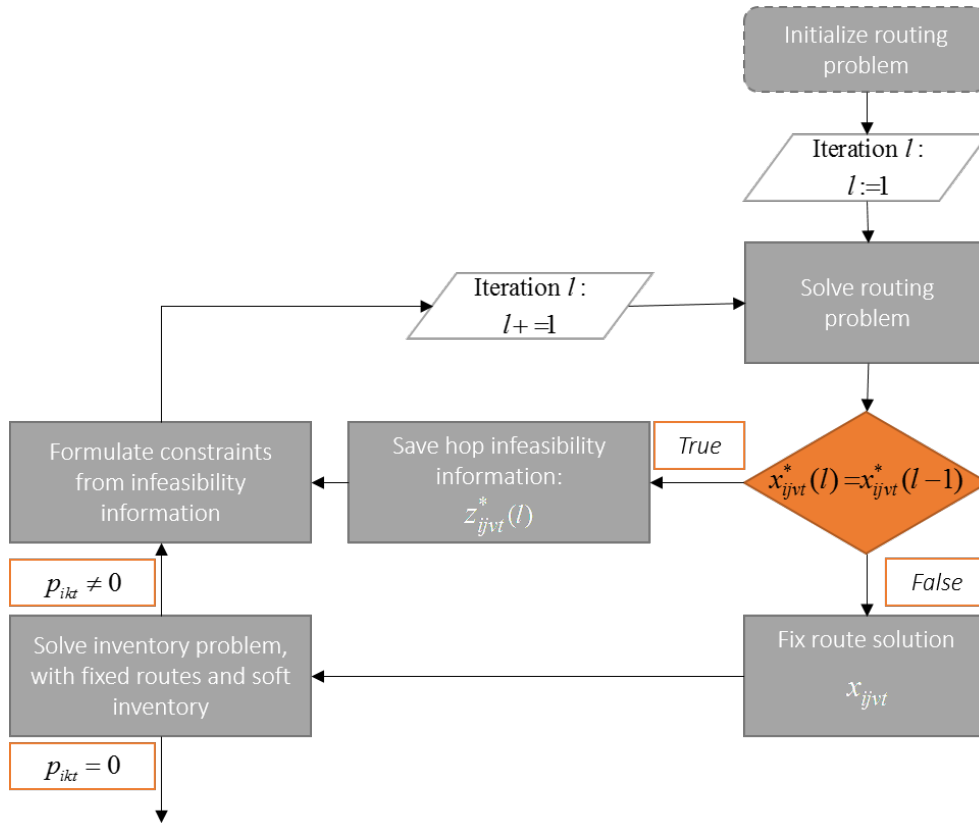 Initialize routing
problem
Iteration l :
l:=1
Iteration l :
l+=1
Solve routing
problem
Formulate constraints
from infeasibility
information
Save hop infeasibility
information:
z*ijvt(l)
True
x*ijvt(l)=x*ijvt(l−1)
False
pikt ≠ 0
Solve inventory problem,
with fixed routes and soft
inventory
Fix route solution
xijvt
pikt = 0